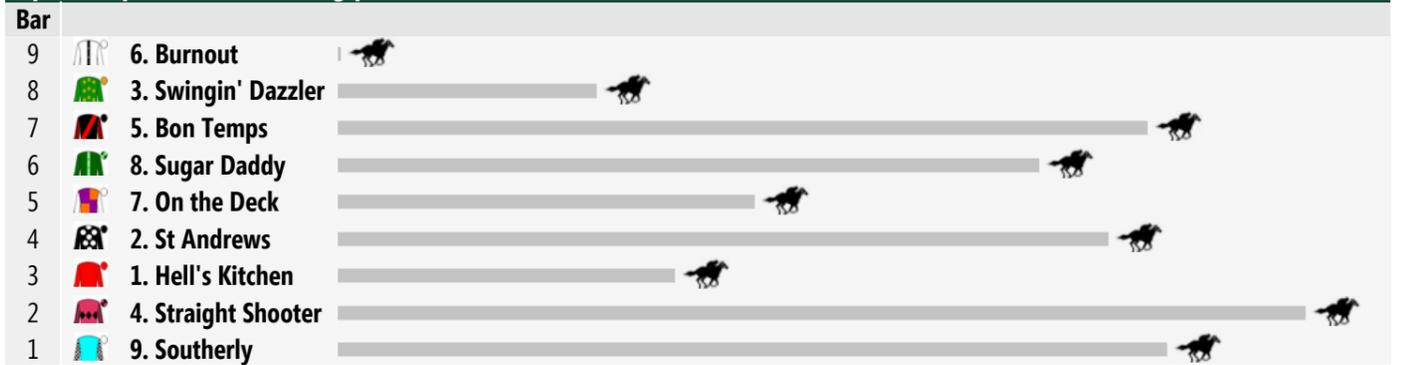 Bar
9 6. Burnout
8 3. Swingin' Dazzler
7 5. Bon Temps
6 8. Sugar Daddy
5 7. On the Deck
4 2. St Andrews
3 1. Hell's Kitchen
2 4. Straight Shooter
1 9. Southerly